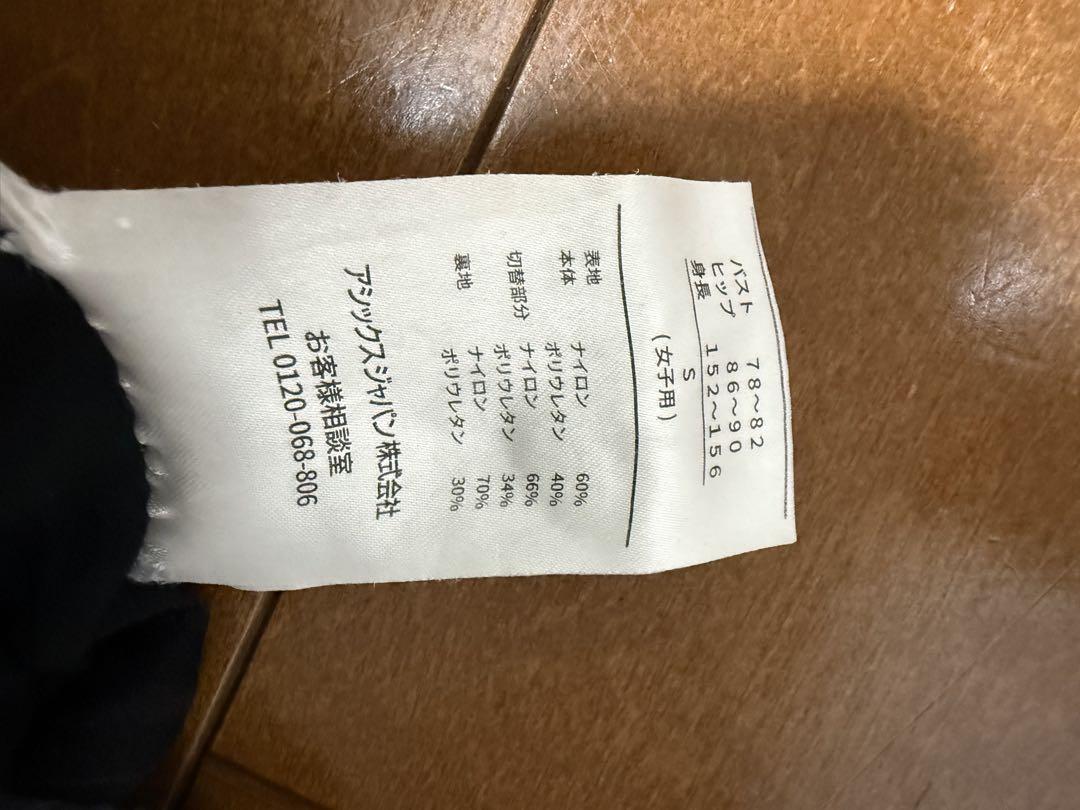 バスト 78～82
ヒップ 86～90
身長 152～156
S
(女子用)
表地 ナイロン 60%
本体 ポリウレタン 40%
切替部分 ナイロン 66%
ポリウレタン 34%
裏地 ナイロン 70%
ポリウレタン 30%
アシックスジャパン株式会社
お客様相談室
TEL 0120-068-806